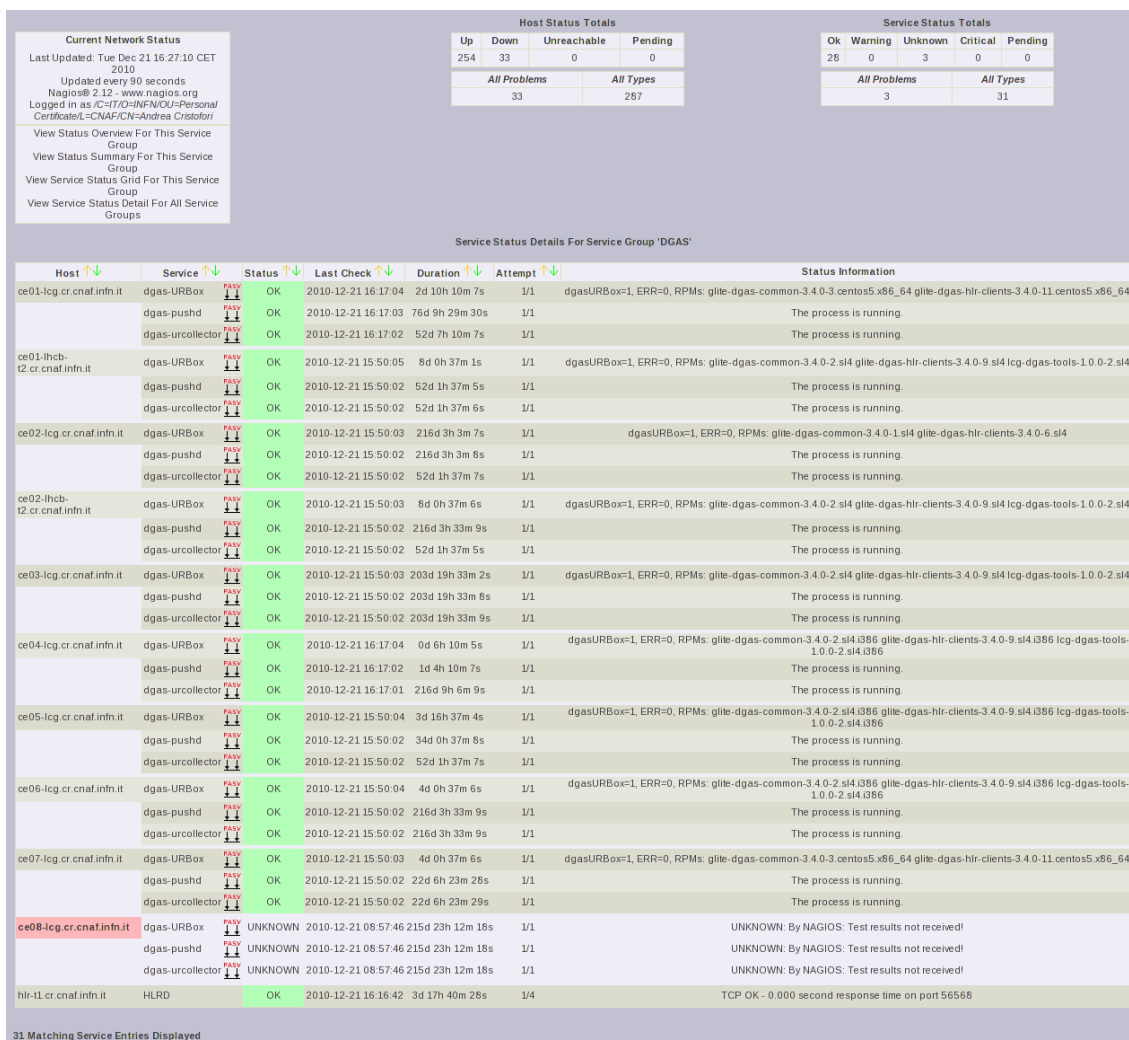 Current Network Status
Last Updated: Tue Dec 21 16:27:10 CET
2010
Updated every 90 seconds
Nagios® 2.12 - www.nagios.org
Logged in as /C=IT/O=INFN/OU=Personal
Certificate/L=CNAF/CN=Andrea Cristofori
View Status Overview For This Service
Group
View Status Summary For This Service
Group
View Service Status Grid For This Service
Group
View Service Status Detail For All Service
Groups
Host Status Totals
Up Down Unreachable Pending
254 33 0 0
All Problems All Types
33 287
Service Status Totals
Ok Warning Unknown Critical Pending
28 0 3 0 0
All Problems All Types
3 31
Service Status Details For Service Group 'DGAS'
Host Service Status Last Check Duration Attempt Status Information
ce01-lcg.cr.cnaf.infn.it dgas-URBox PASV OK 2010-12-21 16:17:04 2d 10h 10m 7s 1/1 dgasURBox=1, ERR=0, RPMs: glite-dgas-common-3.4.0-3.centos5.x86_64 glite-dgas-hlr-clients-3.4.0-11.centos5.x86_64
dgas-pushd PASV OK 2010-12-21 16:17:03 76d 9h 29m 30s 1/1 The process is running.
dgas-urcollector PASV OK 2010-12-21 16:17:02 52d 7h 10m 7s 1/1 The process is running.
ce01-lhcb-
t2.cr.cnaf.infn.it dgas-URBox PASV OK 2010-12-21 15:50:05 8d 0h 37m 1s 1/1 dgasURBox=1, ERR=0, RPMs: glite-dgas-common-3.4.0-2.sl4 glite-dgas-hlr-clients-3.4.0-9.sl4 lcg-dgas-tools-1.0.0-2.sl4
dgas-pushd PASV OK 2010-12-21 15:50:02 52d 1h 37m 5s 1/1 The process is running.
dgas-urcollector PASV OK 2010-12-21 15:50:02 52d 1h 37m 6s 1/1 The process is running.
ce02-lcg.cr.cnaf.infn.it dgas-URBox PASV OK 2010-12-21 15:50:03 216d 3h 3m 7s 1/1 dgasURBox=1, ERR=0, RPMs: glite-dgas-common-3.4.0-1.sl4 glite-dgas-hlr-clients-3.4.0-6.sl4
dgas-pushd PASV OK 2010-12-21 15:50:02 216d 3h 3m 8s 1/1 The process is running.
dgas-urcollector PASV OK 2010-12-21 15:50:02 52d 1h 37m 7s 1/1 The process is running.
ce02-lhcb-
t2.cr.cnaf.infn.it dgas-URBox PASV OK 2010-12-21 15:50:03 8d 0h 37m 6s 1/1 dgasURBox=1, ERR=0, RPMs: glite-dgas-common-3.4.0-2.sl4 glite-dgas-hlr-clients-3.4.0-9.sl4 lcg-dgas-tools-1.0.0-2.sl4
dgas-pushd PASV OK 2010-12-21 15:50:02 216d 3h 33m 9s 1/1 The process is running.
dgas-urcollector PASV OK 2010-12-21 15:50:02 52d 1h 37m 5s 1/1 The process is running.
ce03-lcg.cr.cnaf.infn.it dgas-URBox PASV OK 2010-12-21 15:50:03 203d 19h 33m 2s 1/1 dgasURBox=1, ERR=0, RPMs: glite-dgas-common-3.4.0-2.sl4 glite-dgas-hlr-clients-3.4.0-9.sl4 lcg-dgas-tools-1.0.0-2.sl4
dgas-pushd PASV OK 2010-12-21 15:50:02 203d 19h 33m 8s 1/1 The process is running.
dgas-urcollector PASV OK 2010-12-21 15:50:02 203d 19h 33m 9s 1/1 The process is running.
ce04-lcg.cr.cnaf.infn.it dgas-URBox PASV OK 2010-12-21 16:17:04 0d 6h 10m 5s 1/1 dgasURBox=1, ERR=0, RPMs: glite-dgas-common-3.4.0-2.sl4.i386 glite-dgas-hlr-clients-3.4.0-9.sl4.i386 lcg-dgas-tools-
1.0.0-2.sl4.i386
dgas-pushd PASV OK 2010-12-21 16:17:02 1d 4h 10m 7s 1/1 The process is running.
dgas-urcollector PASV OK 2010-12-21 16:17:01 216d 9h 6m 9s 1/1 The process is running.
ce05-lcg.cr.cnaf.infn.it dgas-URBox PASV OK 2010-12-21 15:50:04 3d 16h 37m 4s 1/1 dgasURBox=1, ERR=0, RPMs: glite-dgas-common-3.4.0-2.sl4.i386 glite-dgas-hlr-clients-3.4.0-9.sl4.i386 lcg-dgas-tools-
1.0.0-2.sl4.i386
dgas-pushd PASV OK 2010-12-21 15:50:02 34d 0h 37m 8s 1/1 The process is running.
dgas-urcollector PASV OK 2010-12-21 15:50:02 52d 1h 37m 7s 1/1 The process is running.
ce06-lcg.cr.cnaf.infn.it dgas-URBox PASV OK 2010-12-21 15:50:04 4d 0h 37m 6s 1/1 dgasURBox=1, ERR=0, RPMs: glite-dgas-common-3.4.0-2.sl4.i386 glite-dgas-hlr-clients-3.4.0-9.sl4.i386 lcg-dgas-tools-
1.0.0-2.sl4.i386
dgas-pushd PASV OK 2010-12-21 15:50:02 216d 3h 33m 9s 1/1 The process is running.
dgas-urcollector PASV OK 2010-12-21 15:50:02 216d 3h 33m 9s 1/1 The process is running.
ce07-lcg.cr.cnaf.infn.it dgas-URBox PASV OK 2010-12-21 15:50:03 4d 0h 37m 6s 1/1 dgasURBox=1, ERR=0, RPMs: glite-dgas-common-3.4.0-3.centos5.x86_64 glite-dgas-hlr-clients-3.4.0-11.centos5.x86_64
dgas-pushd PASV OK 2010-12-21 15:50:02 22d 6h 23m 28s 1/1 The process is running.
dgas-urcollector PASV OK 2010-12-21 15:50:02 22d 6h 23m 29s 1/1 The process is running.
ce08-lcg.cr.cnaf.infn.it dgas-URBox PASV UNKNOWN 2010-12-21 08:57:46 215d 23h 12m 18s 1/1 UNKNOWN: By NAGIOS: Test results not received!
dgas-pushd PASV UNKNOWN 2010-12-21 08:57:46 215d 23h 12m 18s 1/1 UNKNOWN: By NAGIOS: Test results not received!
dgas-urcollector PASV UNKNOWN 2010-12-21 08:57:46 215d 23h 12m 18s 1/1 UNKNOWN: By NAGIOS: Test results not received!
hlr-t1.cr.cnaf.infn.it HLRD OK 2010-12-21 16:16:42 3d 17h 40m 28s 1/4 TCP OK - 0.000 second response time on port 56568
31 Matching Service Entries Displayed